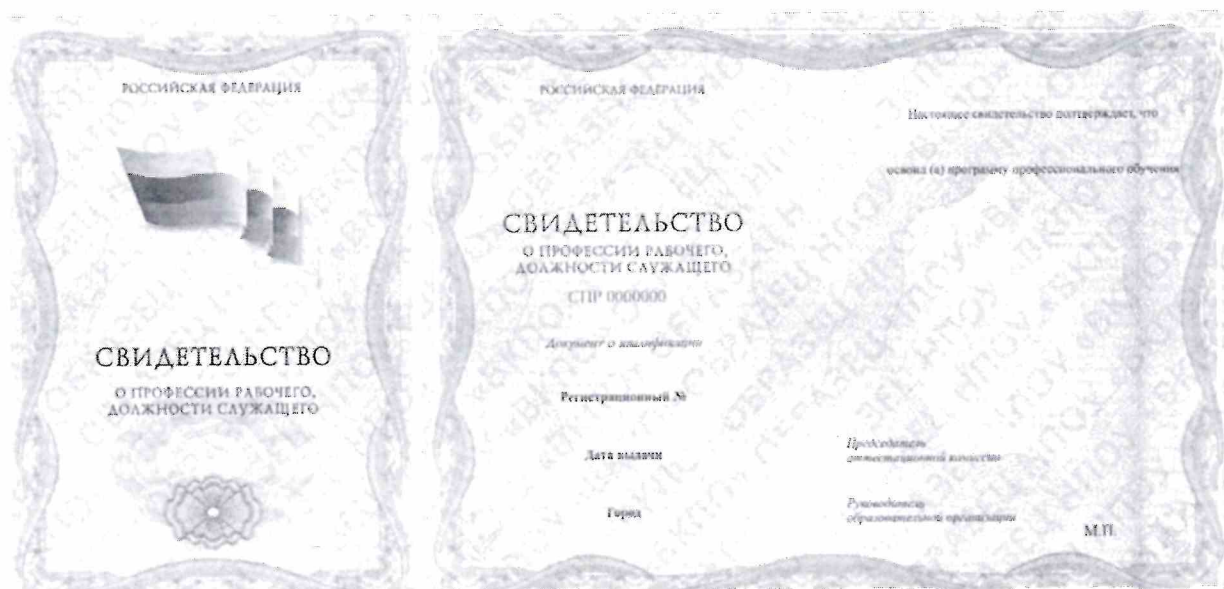 РОССИЙСКАЯ ФЕДЕРАЦИЯ
СВИДЕТЕЛЬСТВО
О ПРОФЕССИИ РАБОЧЕГО,
ДОЛЖНОСТИ СЛУЖАЩЕГО
РОССИЙСКАЯ ФЕДЕРАЦИЯ
СВИДЕТЕЛЬСТВО
О ПРОФЕССИИ РАБОЧЕГО,
ДОЛЖНОСТИ СЛУЖАЩЕГО
СПР 0000000
Документ о квалификации
Регистрационный №
Дата выдачи
Город
Настоящее свидетельство подтверждает, что
освоил (а) программу профессионального обучения
Председатель
аттестационной комиссии
Руководитель
образовательной организации
М.П.